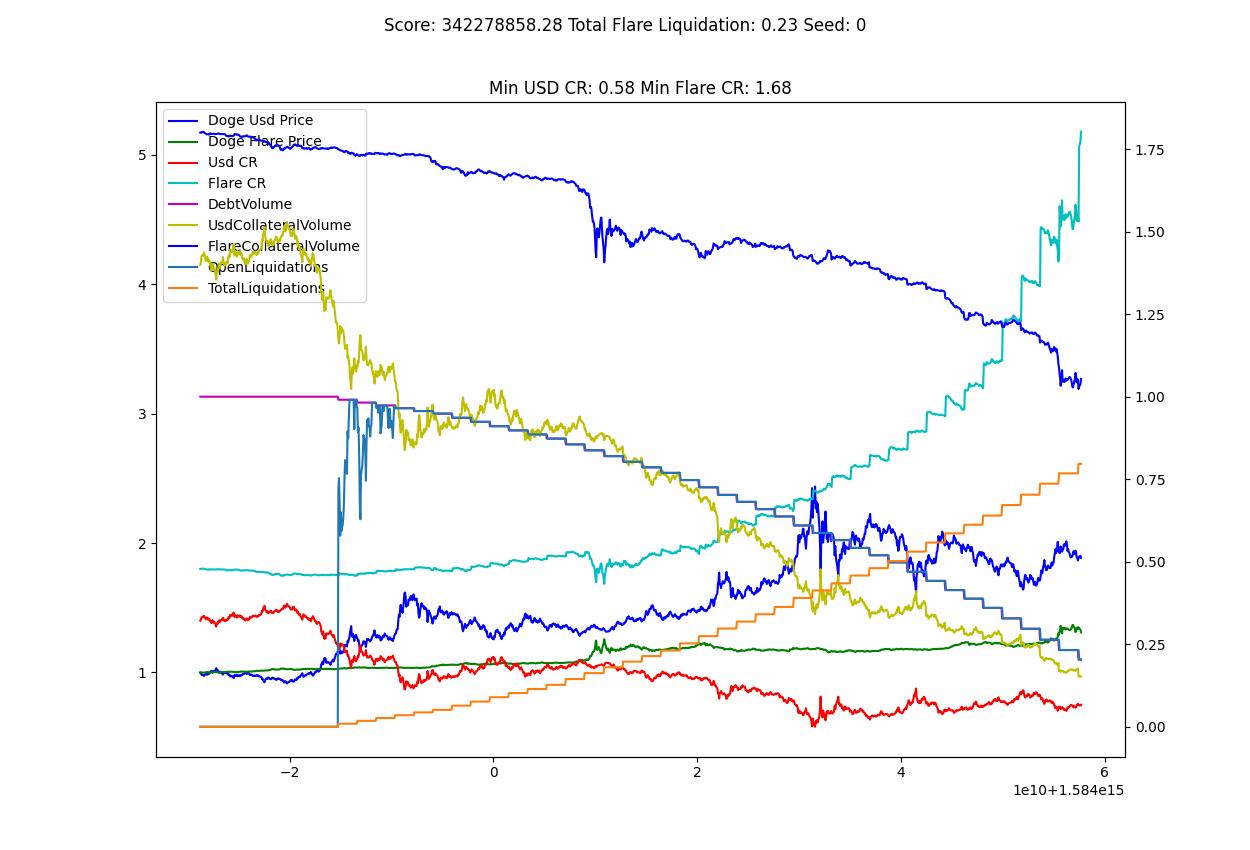 Score: 342278858.28 Total Flare Liquidation: 0.23 Seed: 0
Min USD CR: 0.58 Min Flare CR: 1.68
Doge Usd Price
Doge Flare Price
Usd CR
Flare CR
DebtVolume
UsdCollateralVolume
FlareCollateralVolume
OpenLiquidations
TotalLiquidations
5
4
3
2
1
1.75
1.50
1.25
1.00
0.75
0.50
0.25
0.00
−2
0
2
4
6
1e10+1.584e15